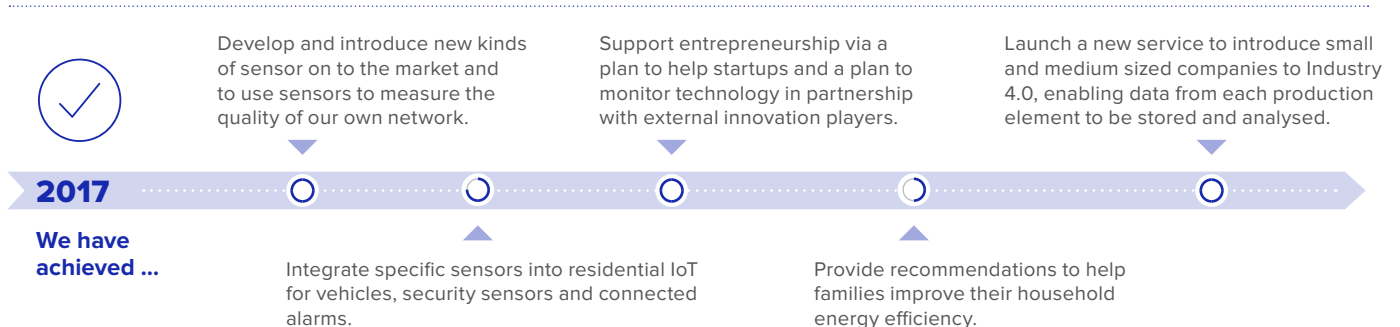 Develop and introduce new kinds
of sensor on to the market and
to use sensors to measure the
quality of our own network.
Support entrepreneurship via a
plan to help startups and a plan to
monitor technology in partnership
with external innovation players.
Launch a new service to introduce small
and medium sized companies to Industry
4.0, enabling data from each production
element to be stored and analysed.
2017
We have
achieved ...
Integrate specific sensors into residential IoT
for vehicles, security sensors and connected
alarms.
Provide recommendations to help
families improve their household
energy efficiency.